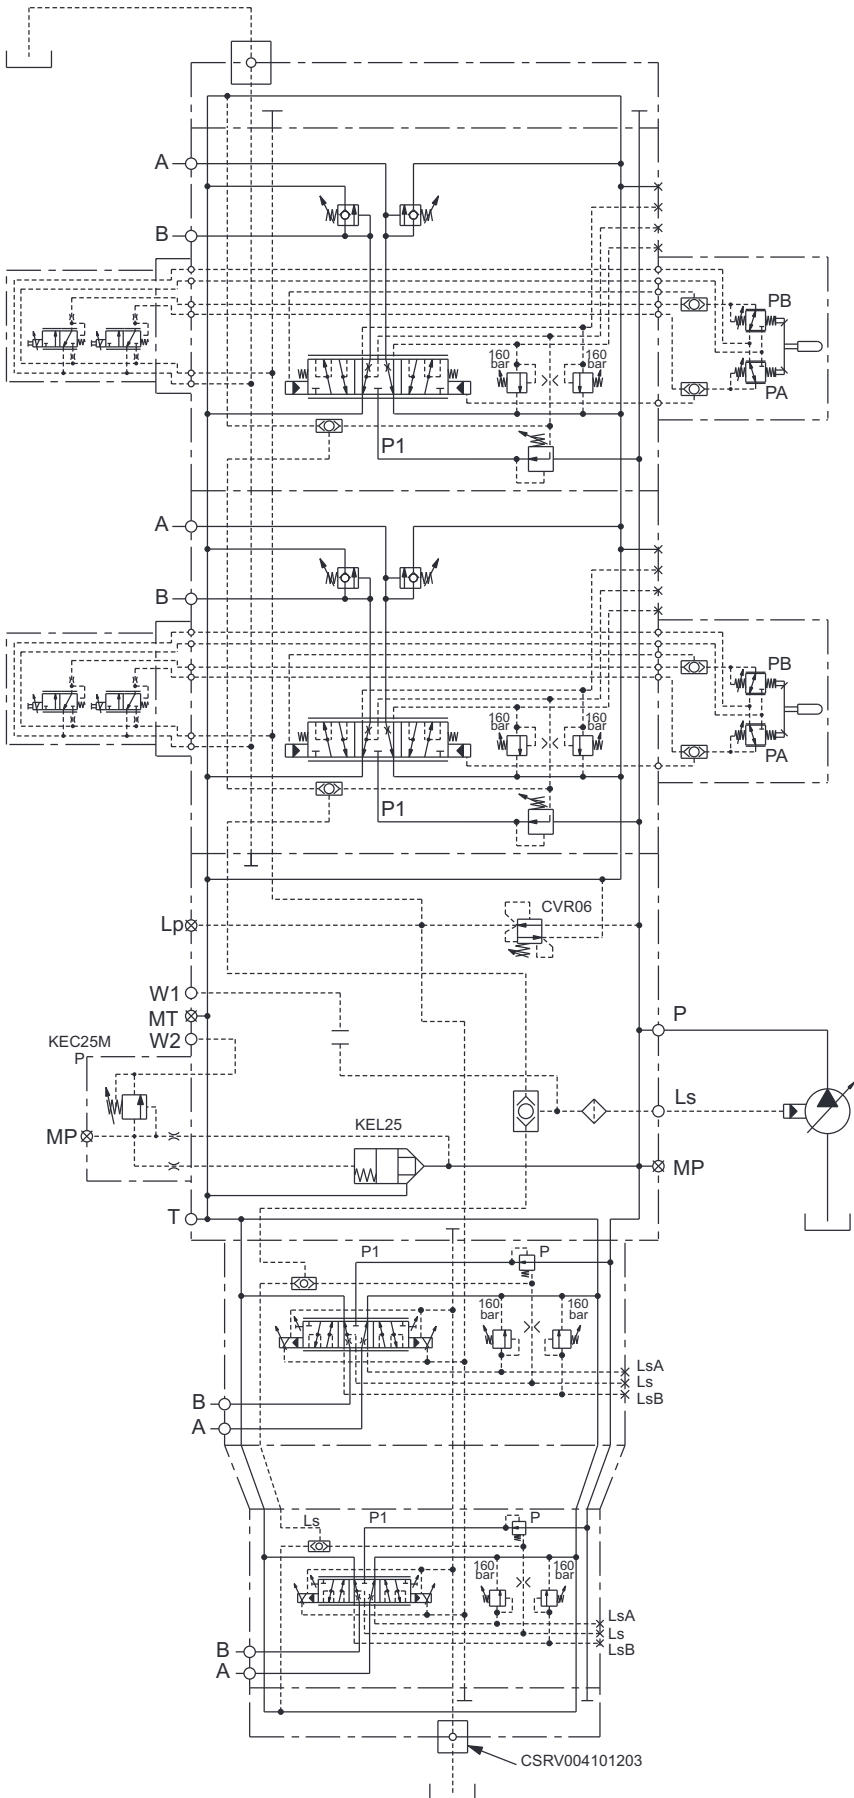 A
B
PB
160
bar
160
bar
PA
P1
A
B
PB
160
bar
160
bar
PA
P1
CVR06
Lp
W1
MT
P
KEC25M
P
W2
Ls
KEL25
MP
MP
T
P1
P
160
bar
160
bar
LsA
Ls
LsB
B
A
Ls
P1
P
160
bar
160
bar
LsA
Ls
LsB
B
A
CSRV004101203